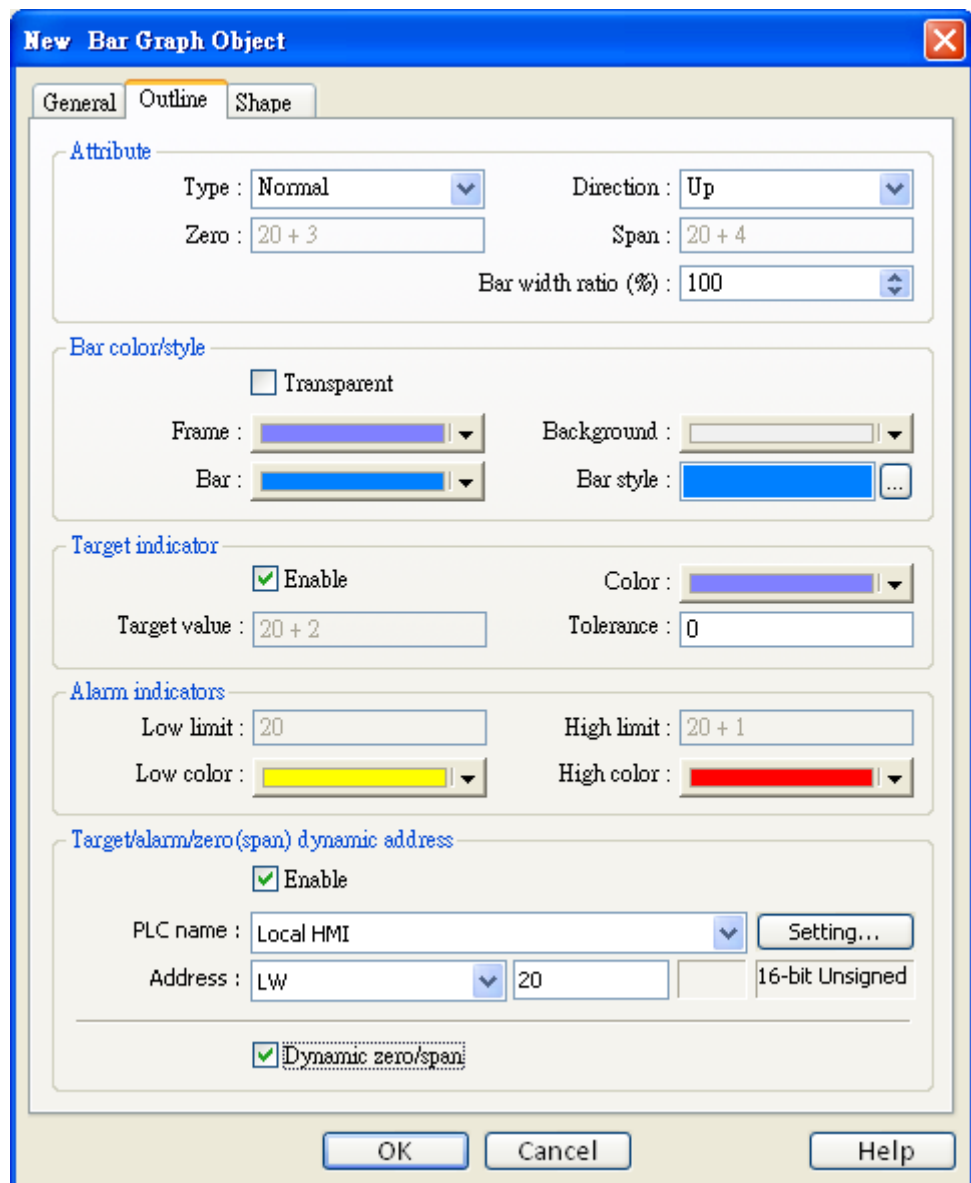 New Bar Graph Object
General Outline Shape
Attribute
Type : Normal Direction : Up
Zero : 20 + 3 Span : 20 + 4
Bar width ratio (%) : 100
Bar color/style
Transparent
Frame : Background :
Bar : Bar style : ...
Target indicator
Enable Color :
Target value : 20 + 2 Tolerance : 0
Alarm indicators
Low limit : 20 High limit : 20 + 1
Low color : High color :
Target/alarm/zero(span) dynamic address
Enable
PLC name : Local HMI Setting...
Address : LW 20 16-bit Unsigned
Dynamic zero/span
OK Cancel Help